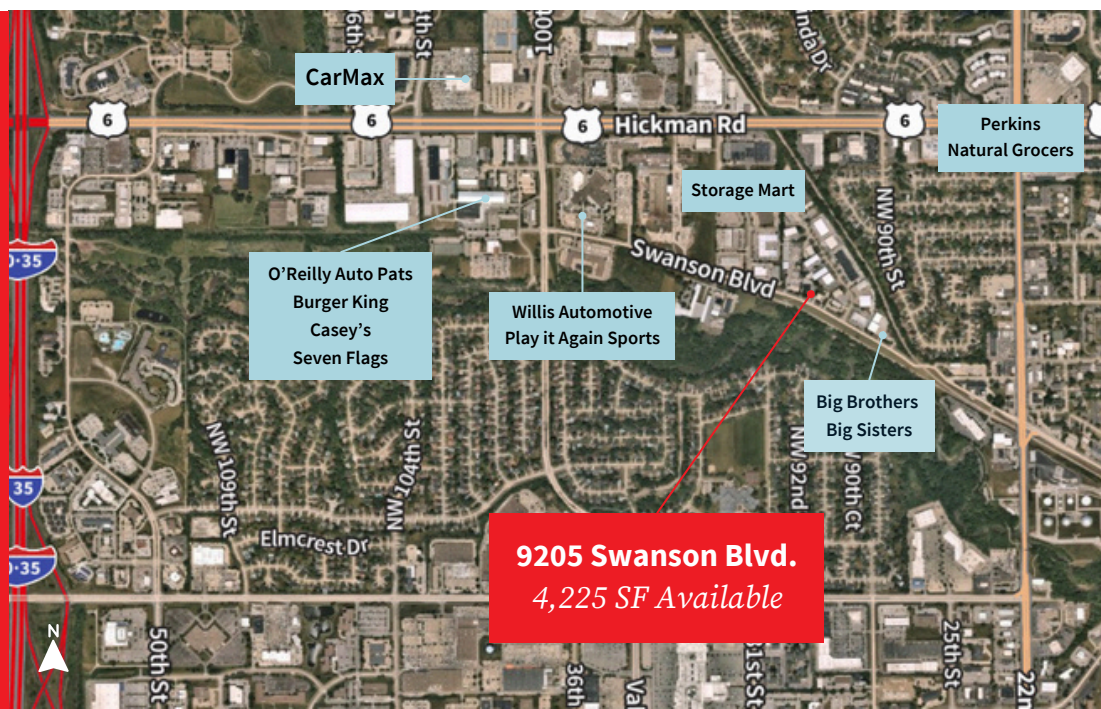 100t
CarMax
6
6
6
6
Hickman Rd
Perkins
Natural Grocers
Storage Mart
NW 90th St
35
Swanson Blvd
O’Reilly Auto Pats
Burger King
Casey’s
Seven Flags
Willis Automotive
Play it Again Sports
Big Brothers
Big Sisters
NW 109th St
NW 104th St
NW 92nd
90th Ct
35
Elmcrest Dr
9205 Swanson Blvd.
4,225 SF Available
35
N
50th St
36th
25th St